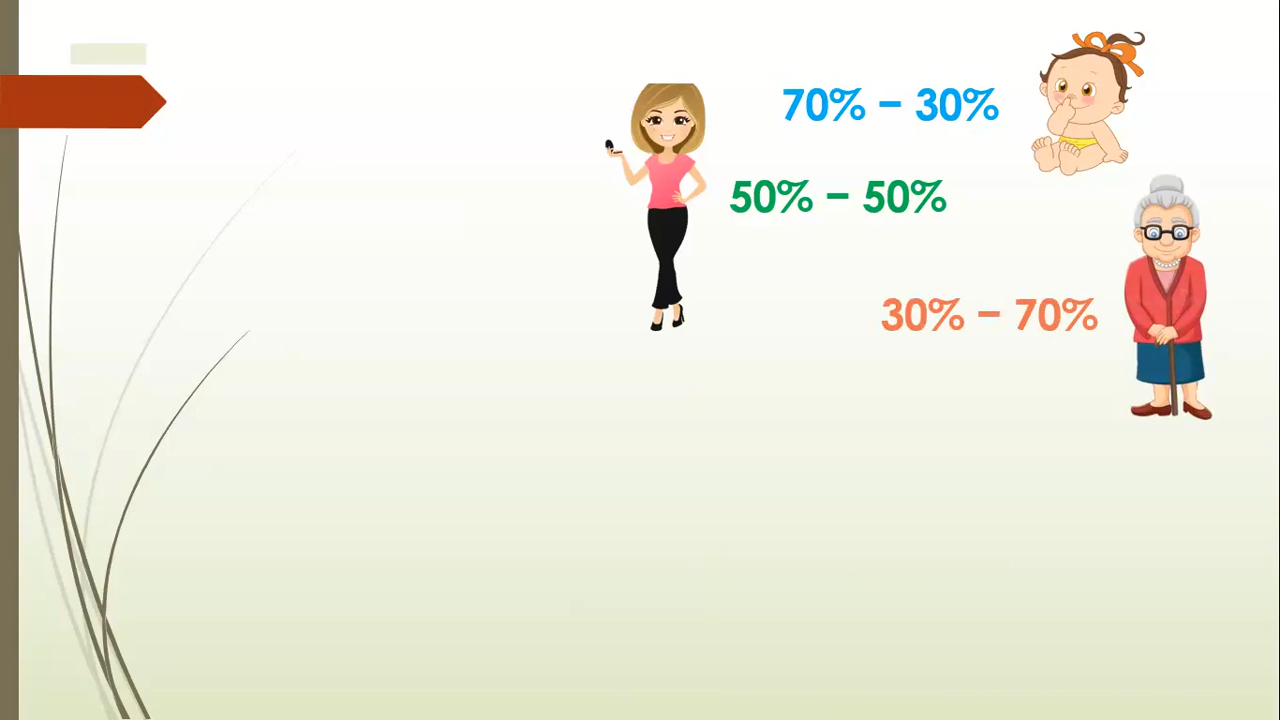 70% – 30%
50% – 50%
30% – 70%